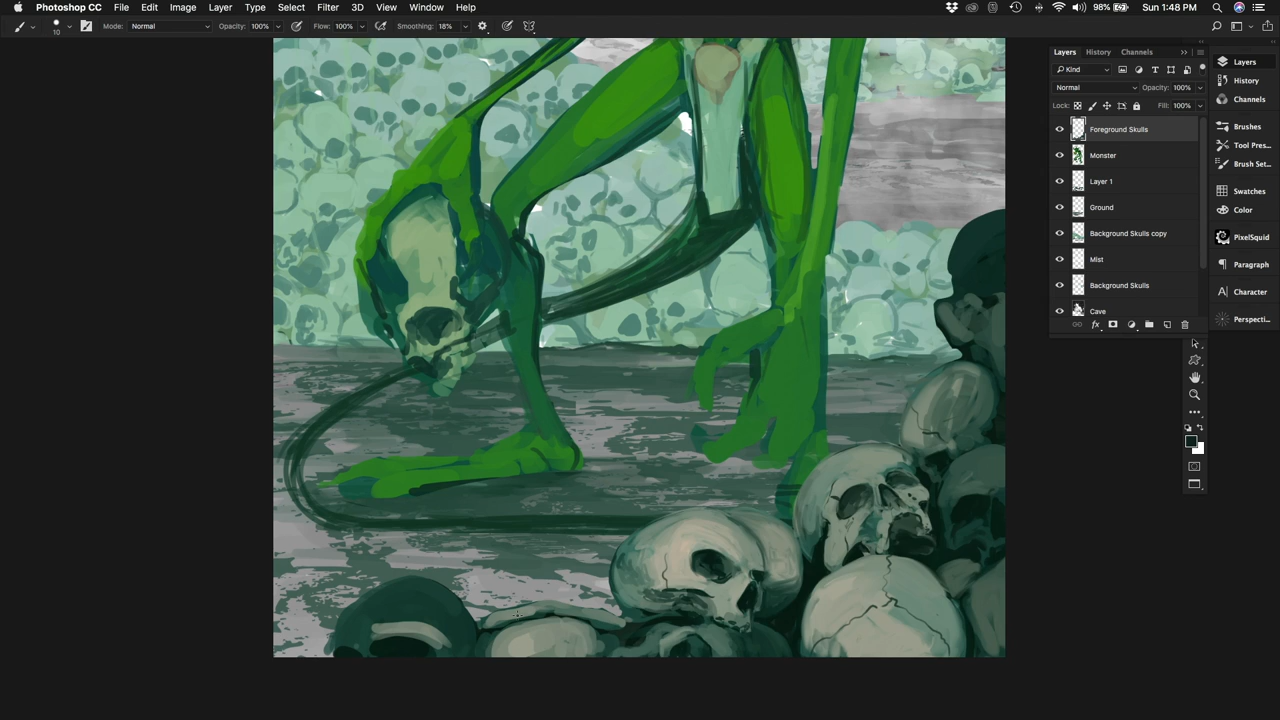 Photoshop CC File Edit Image Layer Type Select Filter 3D View Window Help 98% Sun 1:48 PM
10 Mode: Normal Opacity: 100% Flow: 100% Smoothing: 18%
Layers History Channels
Kind
Normal Opacity: 100%
Lock: Fill: 100%
Foreground Skulls
Monster
Layer 1
Ground
Background Skulls copy
Mist
Background Skulls
Cave
fx
Layers
History
Channels
Brushes
Tool Pres...
Brush Set...
Swatches
Color
PixelSquid
Paragraph
Character
Perspecti...